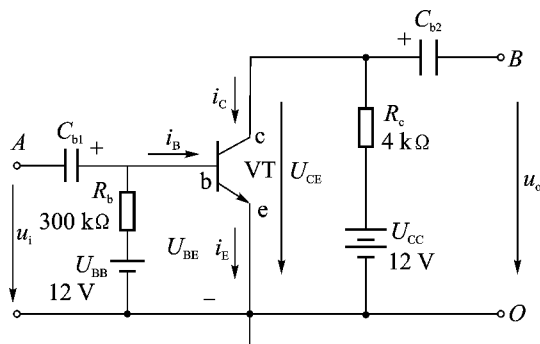 +
C_b2
B
i_C
R_c
4 kΩ
A
C_b1
+
i_B
c
b
VT
U_CE
e
R_b
300 kΩ
u_i
U_BE
i_E
U_CC
12 V
u_o
U_BB
12 V
−
O